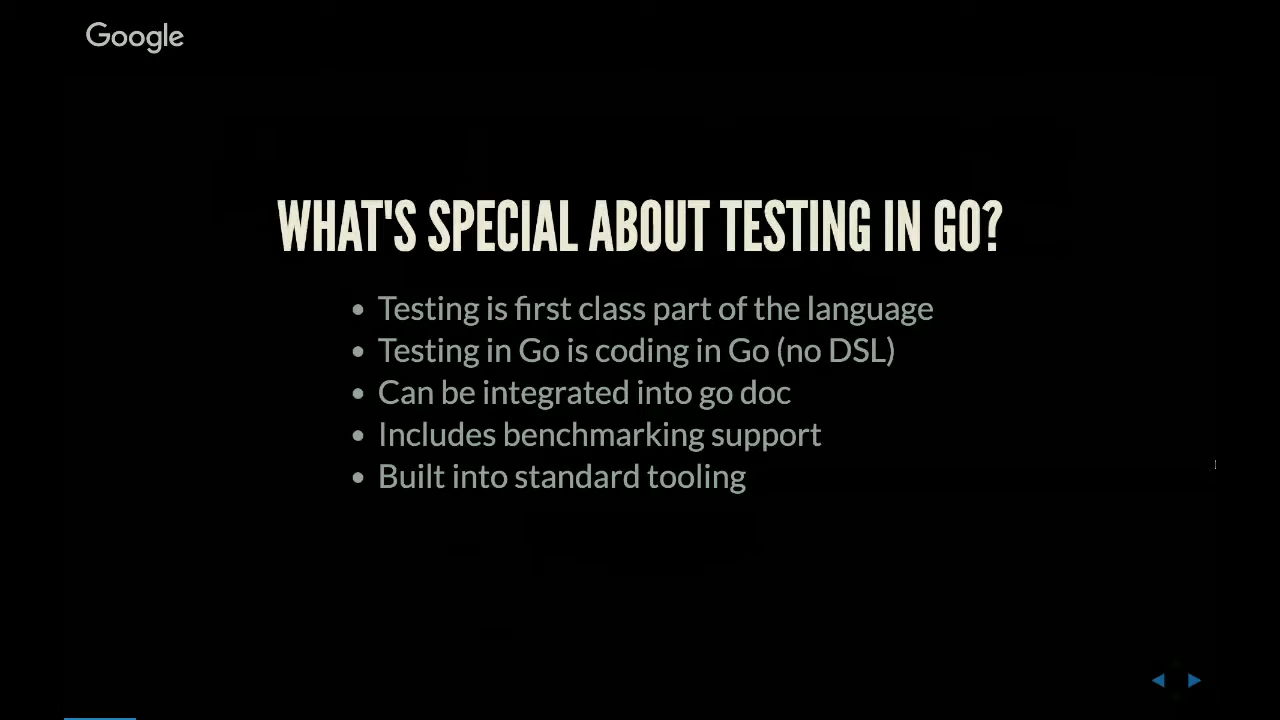 Google
WHAT'S SPECIAL ABOUT TESTING IN GO?
• Testing is first class part of the language
• Testing in Go is coding in Go (no DSL)
• Can be integrated into go doc
• Includes benchmarking support
• Built into standard tooling